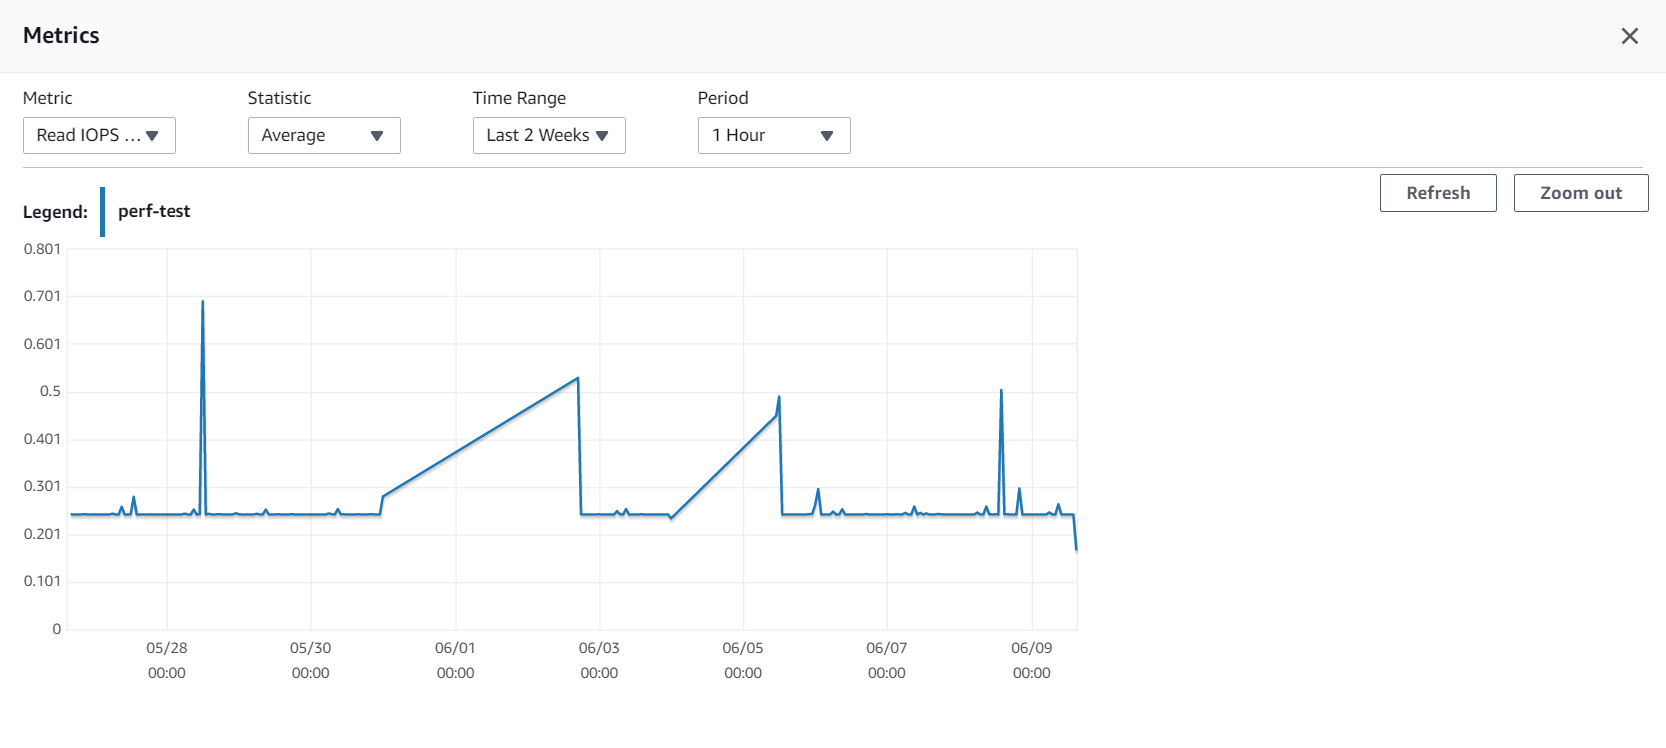 Metrics
Metric Statistic Time Range Period
Read IOPS ... Average Last 2 Weeks 1 Hour
Refresh Zoom out
Legend: perf-test
0.801
0.701
0.601
0.5
0.401
0.301
0.201
0.101
0
05/28 05/30 06/01 06/03 06/05 06/07 06/09
00:00 00:00 00:00 00:00 00:00 00:00 00:00